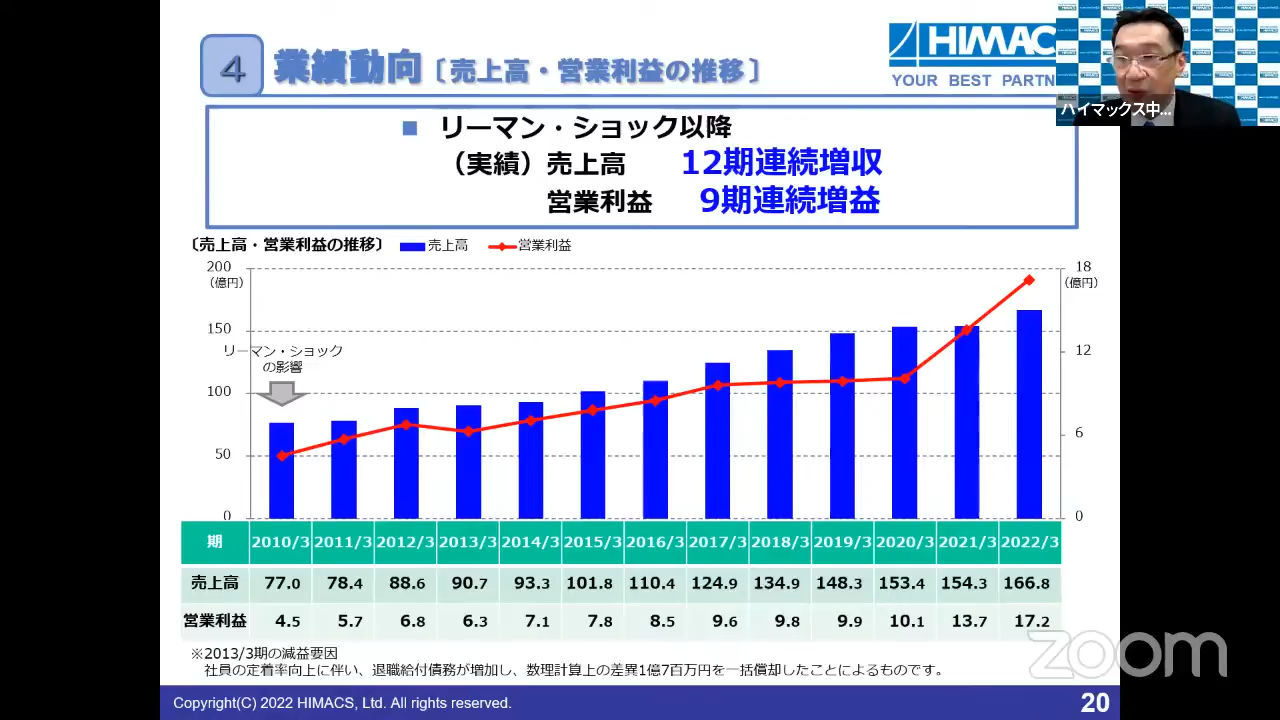 4 業績動向〔売上高・営業利益の推移〕
HIMACS
YOUR BEST PARTN
ハイマックス中...
■ リーマン・ショック以降
（実績）売上高 12期連続増収
営業利益 9期連続増益
〔売上高・営業利益の推移〕 売上高 営業利益
200 18
（億円） （億円）
150
リーマン・ショック
の影響
12
100
50 6
0 0
期 2010/3 2011/3 2012/3 2013/3 2014/3 2015/3 2016/3 2017/3 2018/3 2019/3 2020/3 2021/3 2022/3
売上高 77.0 78.4 88.6 90.7 93.3 101.8 110.4 124.9 134.9 148.3 153.4 154.3 166.8
営業利益 4.5 5.7 6.8 6.3 7.1 7.8 8.5 9.6 9.8 9.9 10.1 13.7 17.2
※2013/3期の減益要因
社員の定着率向上に伴い、退職給付債務が増加し、数理計算上の差異1億7百万円を一括償却したことによるものです。
zoom
Copyright(C) 2022 HIMACS, Ltd. All rights reserved. 20